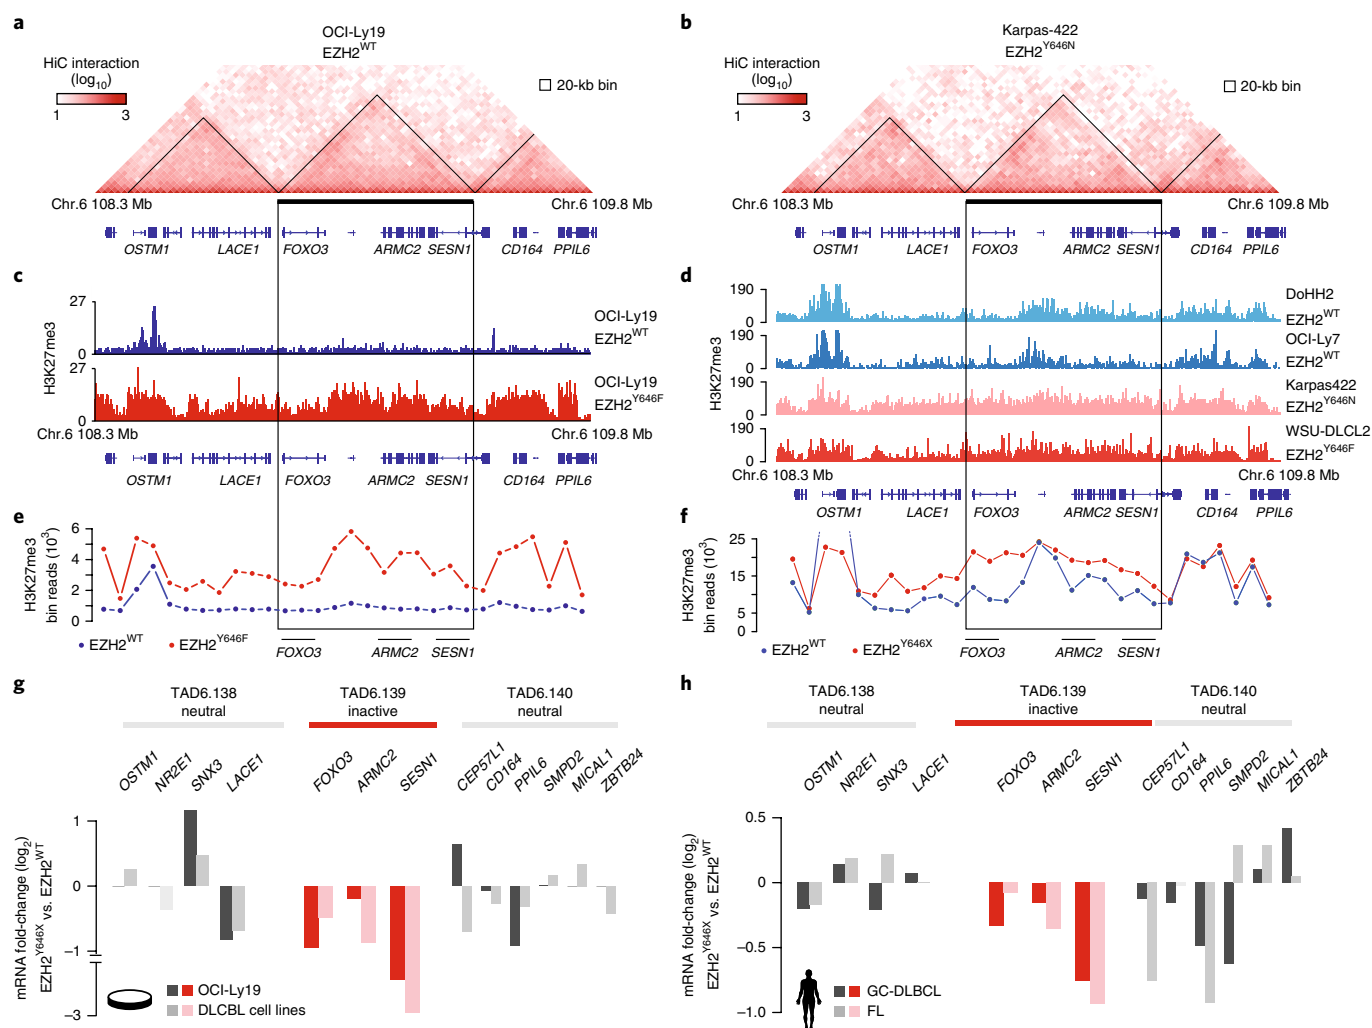 a
OCI-Ly19
EZH2WT
HiC interaction
(log10)
1 3
20-kb bin
Chr.6 108.3 Mb Chr.6 109.8 Mb
OSTM1 LACE1 FOXO3 ARMC2 SESN1 CD164 PPIL6
b
Karpas-422
EZH2Y646N
HiC interaction
(log10)
1 3
20-kb bin
Chr.6 108.3 Mb Chr.6 109.8 Mb
OSTM1 LACE1 FOXO3 ARMC2 SESN1 CD164 PPIL6
c
H3K27me3
27
0
OCI-Ly19
EZH2WT
27
0
OCI-Ly19
EZH2Y646F
Chr.6 108.3 Mb Chr.6 109.8 Mb
OSTM1 LACE1 FOXO3 ARMC2 SESN1 CD164 PPIL6
d
H3K27me3
190
0
DoHH2
EZH2WT
190
0
OCI-Ly7
EZH2WT
190
0
Karpas422
EZH2Y646N
190
0
WSU-DLCL2
EZH2Y646F
Chr.6 108.3 Mb Chr.6 109.8 Mb
OSTM1 LACE1 FOXO3 ARMC2 SESN1 CD164 PPIL6
e
H3K27me3
bin reads (103)
6
4
2
0
EZH2WT EZH2Y646F
FOXO3 ARMC2 SESN1
f
H3K27me3
bin reads (103)
25
15
5
0
EZH2WT EZH2Y646X
FOXO3 ARMC2 SESN1
g
TAD6.138
neutral
TAD6.139
inactive
TAD6.140
neutral
OSTM1 NR2E1 SNX3 LACE1 FOXO3 ARMC2 SESN1 CEP57L1 CD164 PPIL6 SMPD2 MICAL1 ZBTB24
mRNA fold-change (log2)
EZH2Y646X vs. EZH2WT
1
0
−1
−3
OCI-Ly19
DLCBL cell lines
h
TAD6.138
neutral
TAD6.139
inactive
TAD6.140
neutral
OSTM1 NR2E1 SNX3 LACE1 FOXO3 ARMC2 SESN1 CEP57L1 CD164 PPIL6 SMPD2 MICAL1 ZBTB24
mRNA fold-change (log2)
EZH2Y646X vs. EZH2WT
0.5
0
−0.5
−1.0
GC-DLBCL
FL